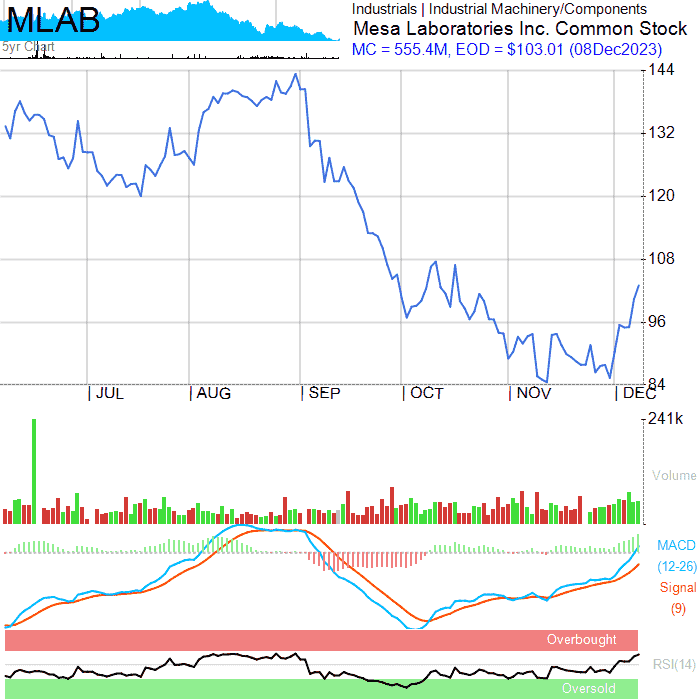 MLAB
5yr Chart
Industrials | Industrial Machinery/Components
Mesa Laboratories Inc. Common Stock
MC = 555.4M, EOD = $103.01 (08Dec2023)
144
132
120
108
96
84
JUL
AUG
SEP
OCT
NOV
DEC
241k
Volume
MACD
(12-26)
Signal
(9)
Overbought
RSI(14)
Oversold